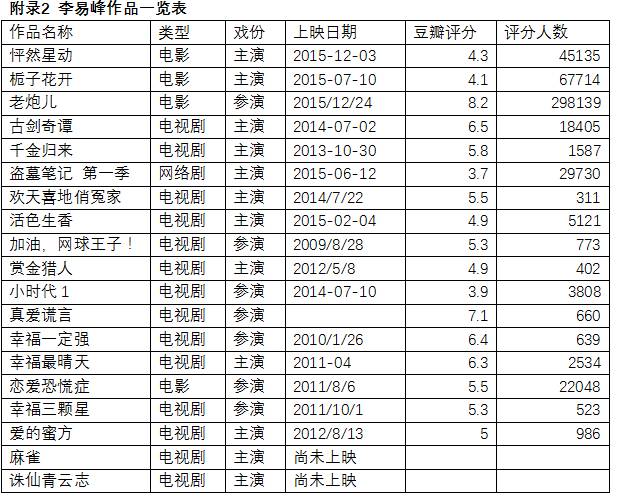 附录2 李易峰作品一览表
作品名称 类型 戏份 上映日期 豆瓣评分 评分人数
怦然星动 电影 主演 2015-12-03 4.3 45135
栀子花开 电影 主演 2015-07-10 4.1 67714
老炮儿 电影 参演 2015/12/24 8.2 298139
古剑奇谭 电视剧 主演 2014-07-02 6.5 18405
千金归来 电视剧 主演 2013-10-30 5.8 1587
盗墓笔记 第一季 网络剧 主演 2015-06-12 3.7 29730
欢天喜地俏冤家 电视剧 主演 2014/7/22 5.5 311
活色生香 电视剧 主演 2015-02-04 4.9 5121
加油,网球王子! 电视剧 参演 2009/8/28 5.3 773
赏金猎人 电视剧 主演 2012/5/8 4.9 402
小时代1 电视剧 参演 2014-07-10 3.9 3808
真爱谎言 电视剧 参演 7.1 660
幸福一定强 电视剧 参演 2010/1/26 6.4 639
幸福最晴天 电视剧 主演 2011-04 6.3 2534
恋爱恐慌症 电影 参演 2011/8/6 5.5 22048
幸福三颗星 电视剧 参演 2011/10/1 5.3 523
爱的蜜方 电视剧 主演 2012/8/13 5 986
麻雀 电视剧 主演 尚未上映
诛仙青云志 电视剧 主演 尚未上映